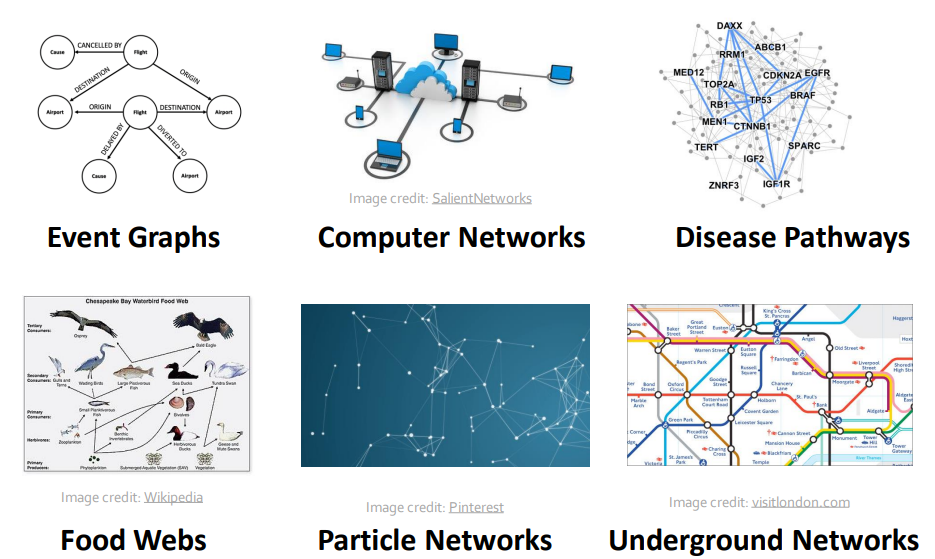 Cause
CANCELLED BY
Flight
DESTINATION
ORIGIN
Airport
ORIGIN
Flight
DESTINATION
Airport
DELAYED BY
DIVERTED TO
Cause
Airport
Event Graphs
Image credit: SalientNetworks
Computer Networks
DAXX
ABCB1
RRM1
MED12
CDKN2A
EGFR
TOP2A
BRAF
RB1
TP53
MEN1
CTNNB1
TERT
SPARC
IGF2
ZNRF3
IGF1R
Disease Pathways
Chesapeake Bay Waterbird Food Web
Tertiary
Consumers:
Osprey
Bald Eagle
Secondary
Consumers:
Gulls and
Terns
Wading Birds
Large Piscivorous
Fish
Sea Ducks
Tundra Swan
Small Planktivorous
Fish
Primary
Consumers:
Bivalves
Herbivores:
Zooplankton
Benthic
Invertebrates
Herbivorous
Ducks
Geese and
Mute Swans
Primary
Producers:
Phytoplankton
Submerged Aquatic Vegetation (SAV)
Vegetation
Image credit: Wikipedia
Food Webs
Image credit: Pinterest
Particle Networks
King's Cross
St. Pancras
Baker
Street
Great
Portland
Street
Euston
Angel
Old Street
Warren Street
Euston
Square
Farringdon
Regent's Park
Russell
Square
Barbican
Liverpool
Street
Moorgate
Bond
Street
Oxford
Circus
Goodge
Street
Chancery
Lane
Marble
Arch
Tottenham
Court Road
Holborn
St. Paul's
Bank
Aldgate
Covent Garden
Leicester Square
Green Park
Piccadilly
Circus
Cannon Street
Mansion House
Monument
Tower
Hill
Tower
Gateway
Charing
Cross
Blackfriars
Temple
Victoria
St. James's
Park
River Thames
Image credit: visitlondon.com
Underground Networks